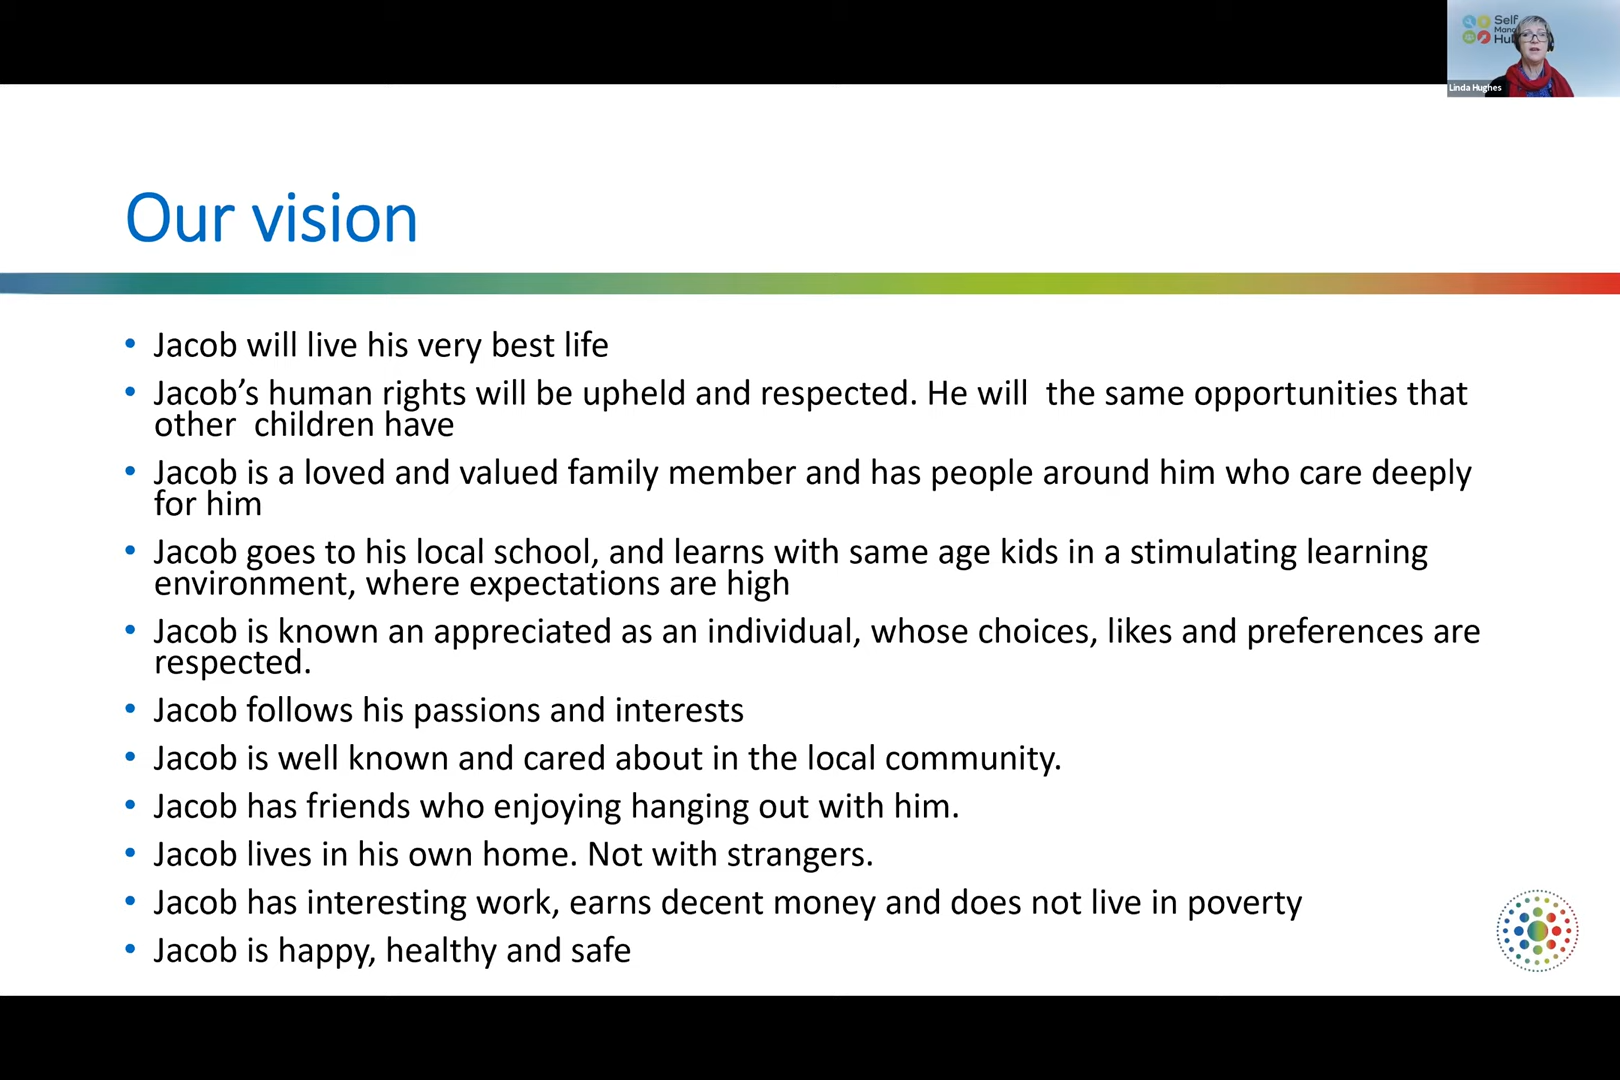 Self
Mana
Hub
Linda Hughes
Our vision
• Jacob will live his very best life
• Jacob’s human rights will be upheld and respected. He will  the same opportunities that
other  children have
• Jacob is a loved and valued family member and has people around him who care deeply
for him
• Jacob goes to his local school, and learns with same age kids in a stimulating learning
environment, where expectations are high
• Jacob is known an appreciated as an individual, whose choices, likes and preferences are
respected.
• Jacob follows his passions and interests
• Jacob is well known and cared about in the local community.
• Jacob has friends who enjoying hanging out with him.
• Jacob lives in his own home. Not with strangers.
• Jacob has interesting work, earns decent money and does not live in poverty
• Jacob is happy, healthy and safe